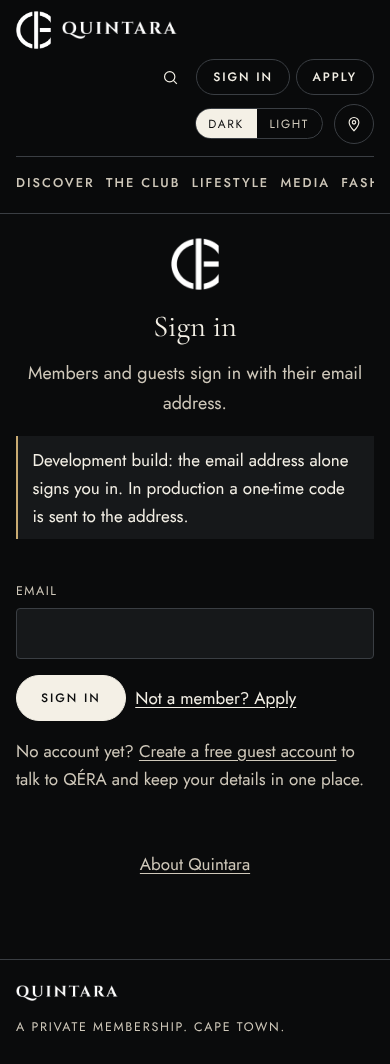 QUINTARA
SIGN IN
APPLY
DARK
LIGHT
DISCOVER THE CLUB LIFESTYLE MEDIA FASH
Sign in
Members and guests sign in with their email
address.
Development build: the email address alone
signs you in. In production a one-time code
is sent to the address.
EMAIL
SIGN IN
Not a member? Apply
No account yet? Create a free guest account to
talk to QÉRA and keep your details in one place.
About Quintara
QUINTARA
A PRIVATE MEMBERSHIP. CAPE TOWN.